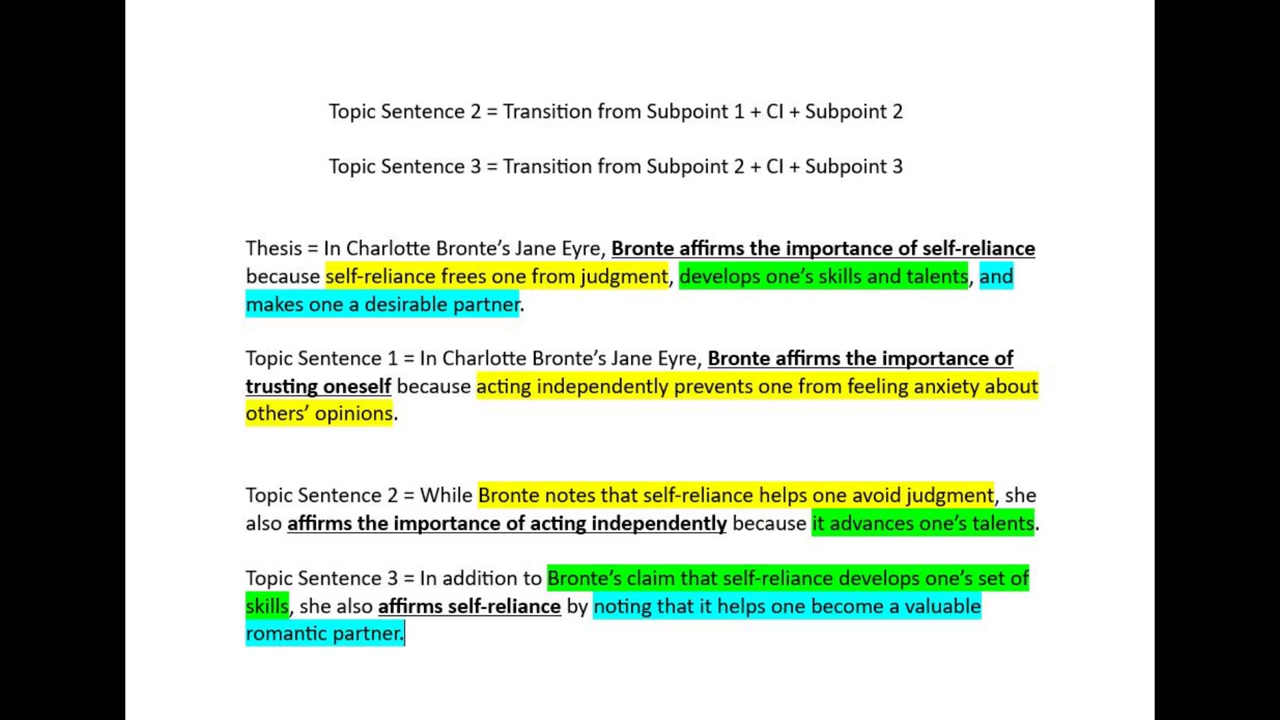 Topic Sentence 2 = Transition from Subpoint 1 + CI + Subpoint 2
Topic Sentence 3 = Transition from Subpoint 2 + CI + Subpoint 3
Thesis = In Charlotte Bronte’s Jane Eyre, Bronte affirms the importance of self-reliance
because self-reliance frees one from judgment, develops one’s skills and talents, and
makes one a desirable partner.
Topic Sentence 1 = In Charlotte Bronte’s Jane Eyre, Bronte affirms the importance of
trusting oneself because acting independently prevents one from feeling anxiety about
others’ opinions.
Topic Sentence 2 = While Bronte notes that self-reliance helps one avoid judgment, she
also affirms the importance of acting independently because it advances one’s talents.
Topic Sentence 3 = In addition to Bronte’s claim that self-reliance develops one’s set of
skills, she also affirms self-reliance by noting that it helps one become a valuable
romantic partner.